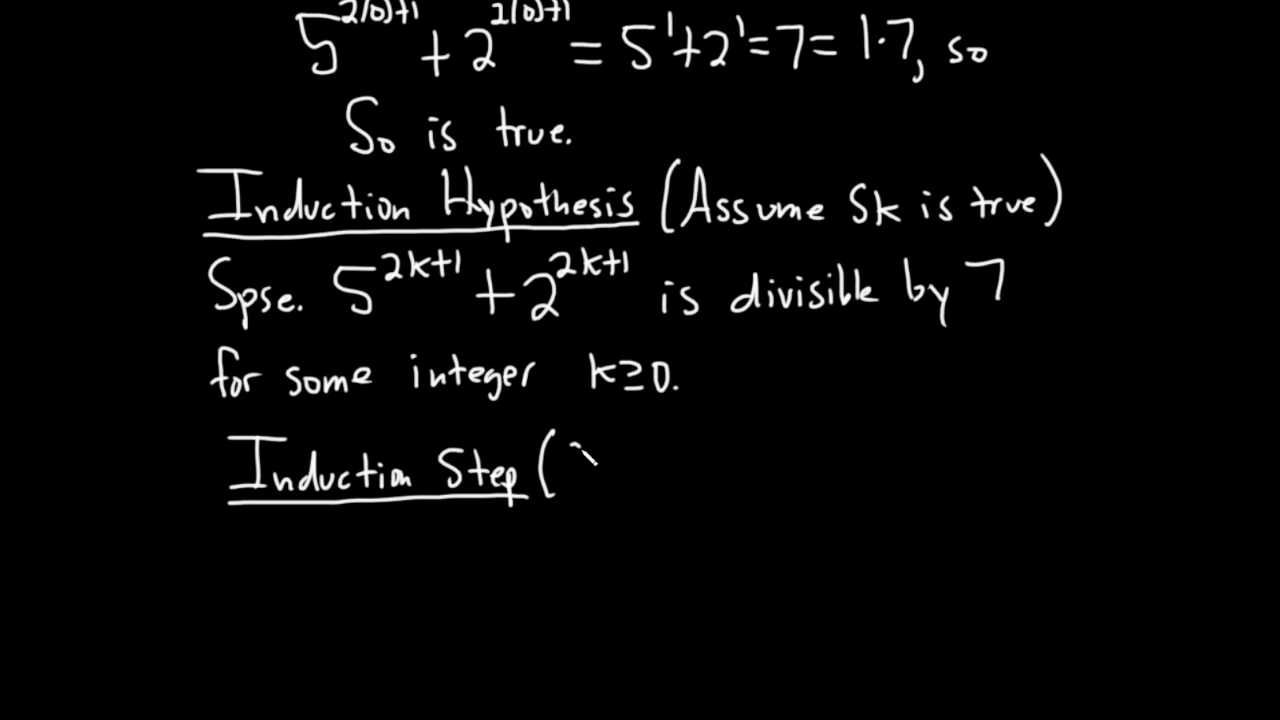 5^{2(0)+1} + 2^{2(0)+1} = 5^1 + 2^1 = 7 = 1·7, so
S₀ is true.
Induction Hypothesis (Assume Sk is true)
Spse. 5^{2k+1} + 2^{2k+1} is divisible by 7
for some integer k ≥ 0.
Induction Step (